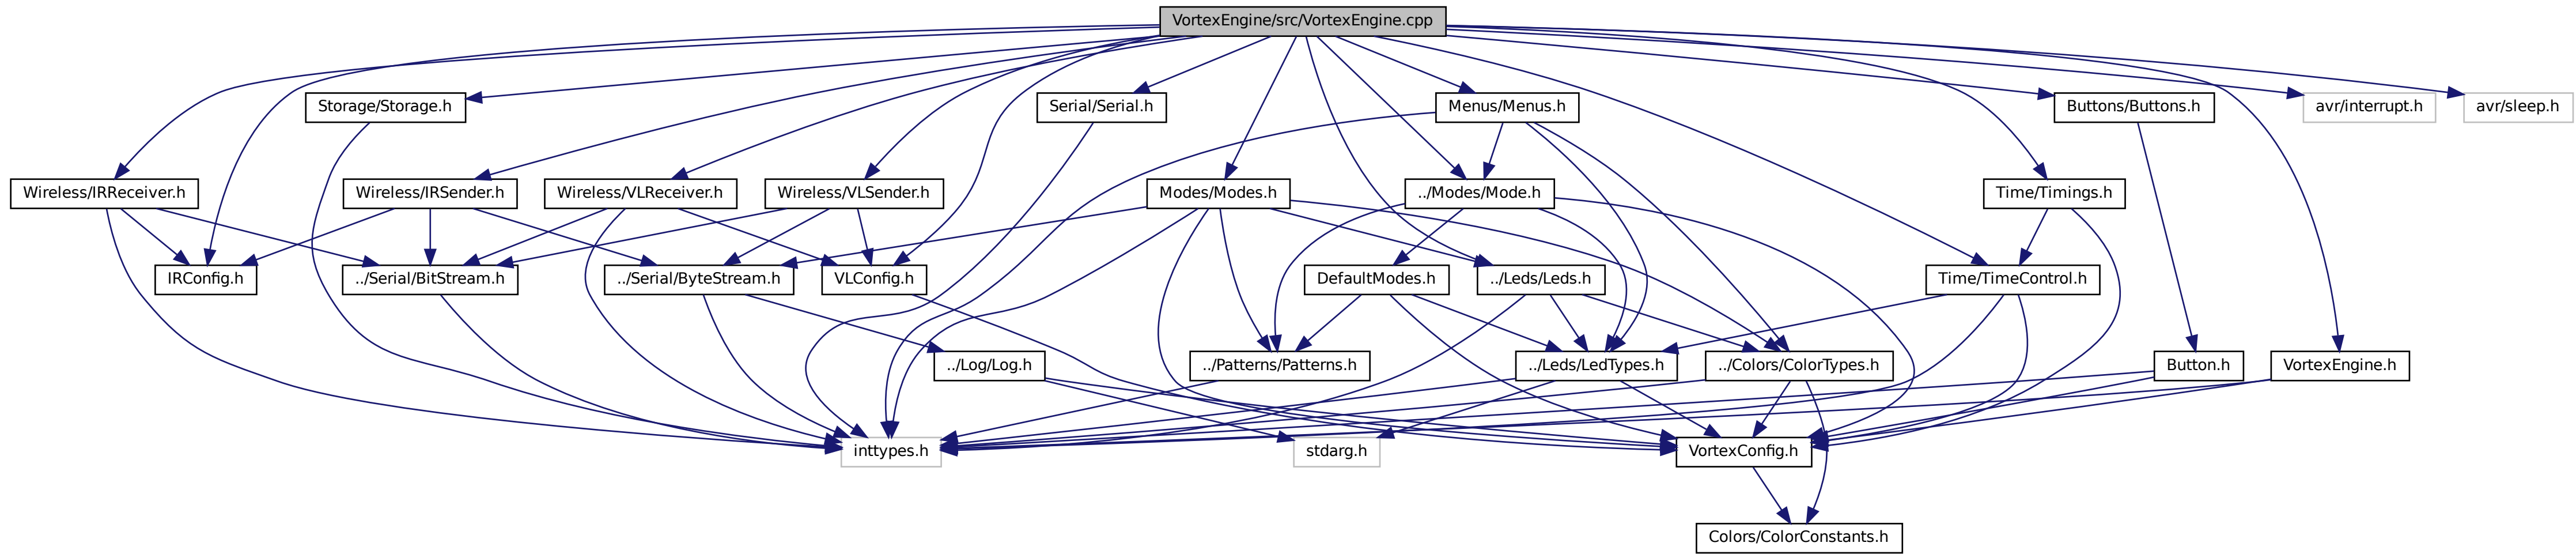 VortexEngine/src/VortexEngine.cpp
Storage/Storage.h
Serial/Serial.h
Menus/Menus.h
Buttons/Buttons.h
avr/interrupt.h
avr/sleep.h
Wireless/IRReceiver.h
Wireless/IRSender.h
Wireless/VLReceiver.h
Wireless/VLSender.h
Modes/Modes.h
../Modes/Mode.h
Time/Timings.h
IRConfig.h
../Serial/BitStream.h
../Serial/ByteStream.h
VLConfig.h
DefaultModes.h
../Leds/Leds.h
Time/TimeControl.h
../Log/Log.h
../Patterns/Patterns.h
../Leds/LedTypes.h
../Colors/ColorTypes.h
Button.h
VortexEngine.h
inttypes.h
stdarg.h
VortexConfig.h
Colors/ColorConstants.h